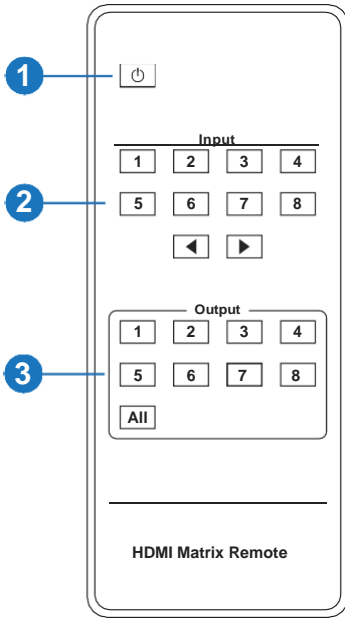 1
Input
1 2 3 4
2
5 6 7 8
Output
1 2 3 4
3
5 6 7 8
All
HDMI Matrix Remote